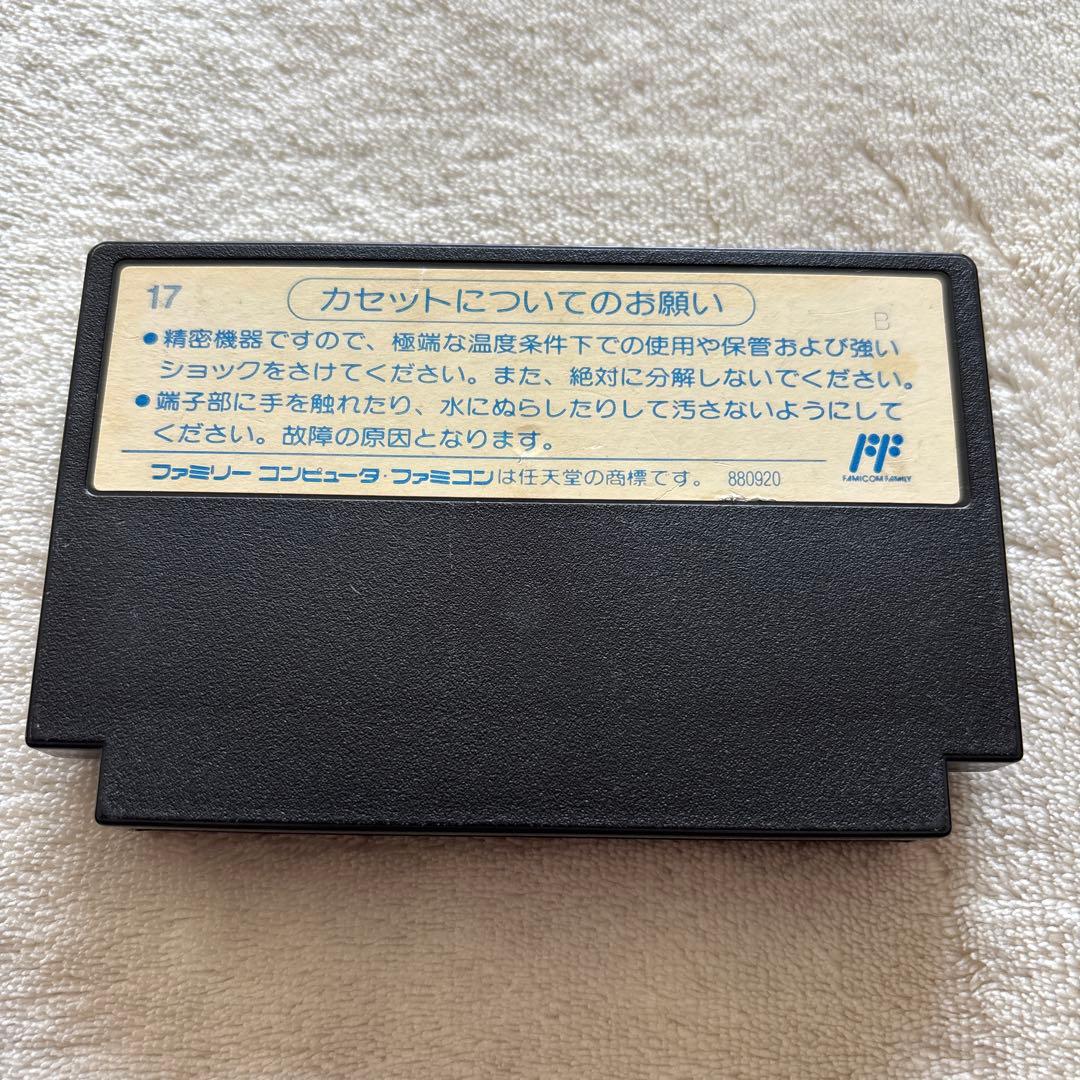 17
カセットについてのお願い
B
●精密機器ですので、極端な温度条件下での使用や保管および強い
ショックをさけてください。また、絶対に分解しないでください。
●端子部に手を触れたり、水にぬらしたりして汚さないようにして
ください。故障の原因となります。
ファミリーコンピュータ・ファミコンは任天堂の商標です。 880920
FAMICOM FAMILY